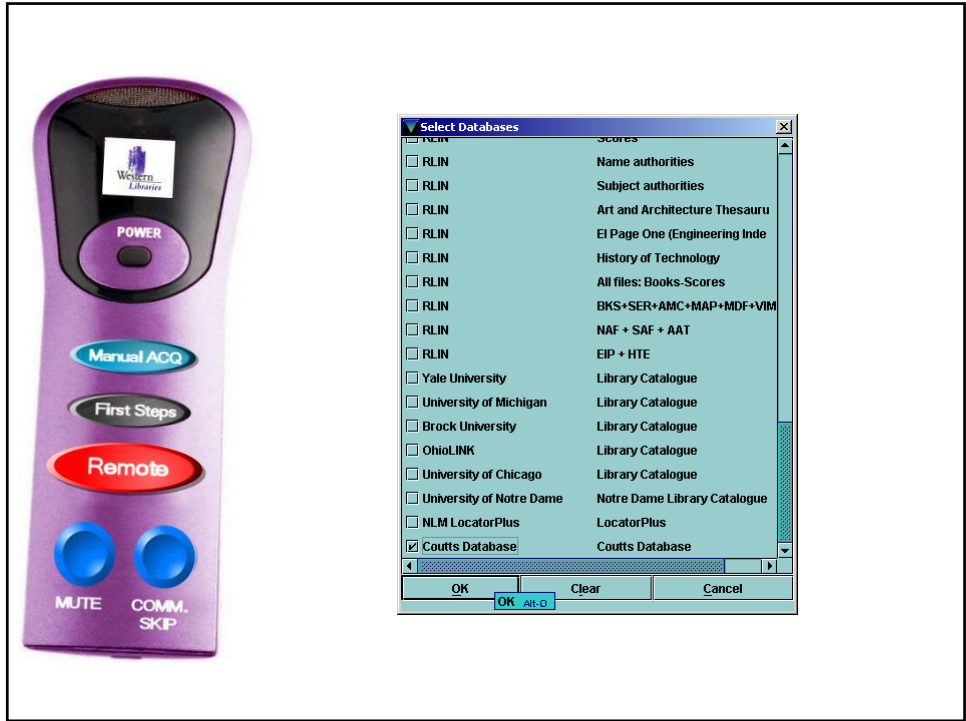 Western
Libraries
POWER
Manual ACQ
First Steps
Remote
MUTE
COMM.
SKIP
Select Databases
RLIN Scores
RLIN Name authorities
RLIN Subject authorities
RLIN Art and Architecture Thesauru
RLIN EI Page One (Engineering Inde
RLIN History of Technology
RLIN All files: Books-Scores
RLIN BKS+SER+AMC+MAP+MDF+VIM
RLIN NAF + SAF + AAT
RLIN EIP + HTE
Yale University Library Catalogue
University of Michigan Library Catalogue
Brock University Library Catalogue
OhioLINK Library Catalogue
University of Chicago Library Catalogue
University of Notre Dame Notre Dame Library Catalogue
NLM LocatorPlus LocatorPlus
Coutts Database Coutts Database
OK Clear Cancel
OK Alt-O